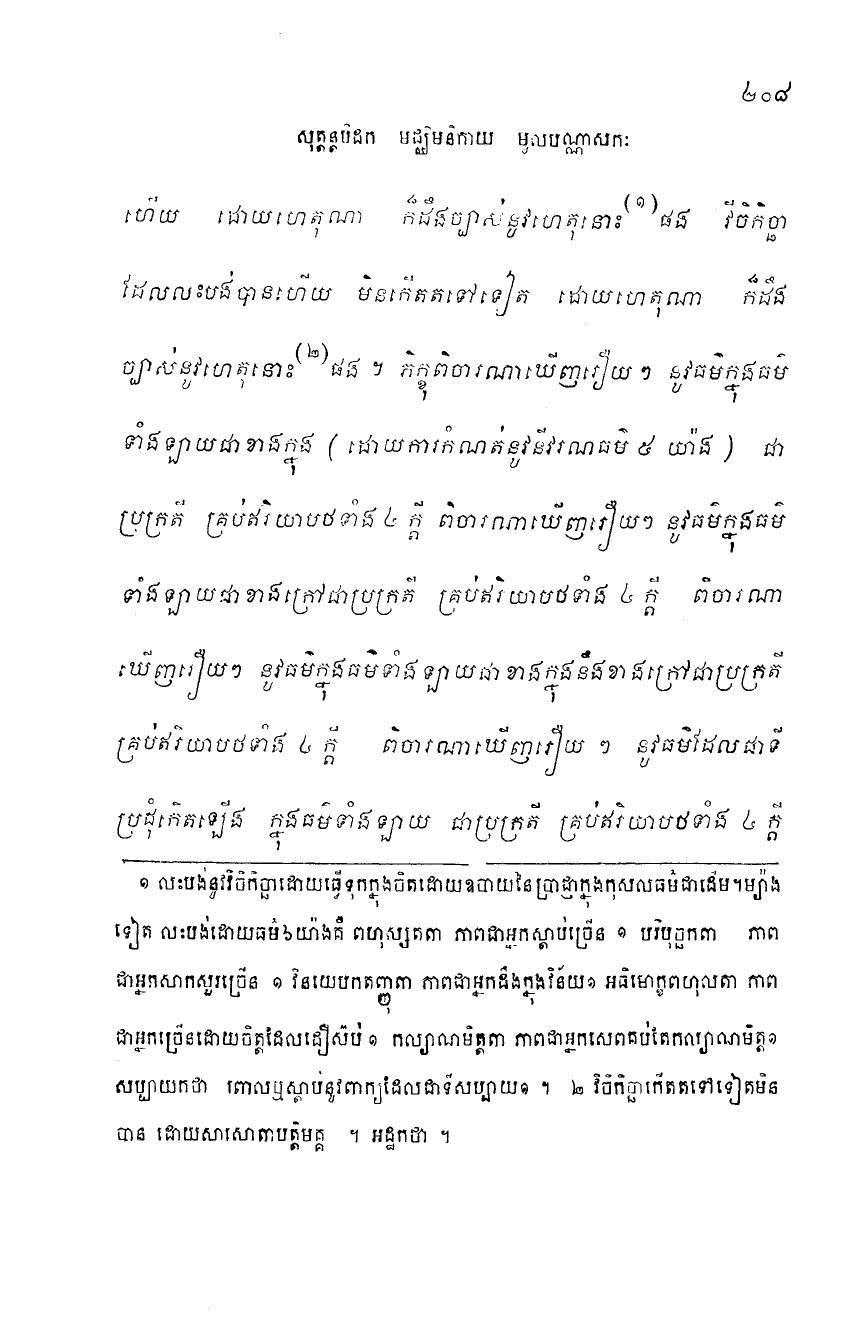 ២០៨
សុត្តន្តបិដក មជ្ឈិមនិកាយ មូលបណ្ណាសកៈ
ហើយ ដោយហេតុណា ក៏ដឹងច្បាស់នូវហេតុនោះ(១)ផង វិចិកិច្ឆា
ដែលលះបង់បានហើយ មិនកើតតទៅទៀត ដោយហេតុណា ក៏ដឹង
ច្បាស់នូវហេតុនោះ(២)ផង ។ ភិក្ខុពិចារណាឃើញរឿយ ៗ នូវធម៌ក្នុងធម៌
ទាំងឡាយជាខាងក្នុង ( ដោយការកំណត់នូវនីវរណធម៌ ៥ យ៉ាង ) ជា
ប្រក្រតី គ្រប់ឥរិយាបថទាំង ៤ ក្តី ពិចារណាឃើញរឿយៗ នូវធម៌ក្នុងធម៌
ទាំងឡាយជាខាងក្រៅជាប្រក្រតី គ្រប់ឥរិយាបថទាំង ៤ ក្តី ពិចារណា
ឃើញរឿយៗ នូវធម៌ក្នុងធម៌ទាំងឡាយជាខាងក្នុងនឹងខាងក្រៅជាប្រក្រតី
គ្រប់ឥរិយាបថទាំង ៤ ក្តី ពិចារណាឃើញរឿយ ៗ នូវធម៌ដែលជាទី
ប្រជុំកើតឡើង ក្នុងធម៌ទាំងឡាយ ជាប្រក្រតី គ្រប់ឥរិយាបថទាំង ៤ ក្តី
១ លះបង់នូវវិចិកិច្ឆាដោយធ្វើទុកក្នុងចិតដោយឧបាយនៃប្រាជ្ញាក្នុងកុសលធម៌ជាដើម។ម្យ៉ាង
ទៀត លះបង់ដោយធម៌៦យ៉ាងគឺ ពហុស្សុតតា ភាពជាអ្នកស្តាប់ច្រើន ១ បរិបុច្ឆកតា ភាព
ជាអ្នកសាកសួរច្រើន ១ វិនយេបកតញ្ញុតា ភាពជាអ្នកដឹងក្នុងវិន័យ១ អធិមោក្ខពហុលតា ភាព
ជាអ្នកច្រើនដោយចិត្តដែលជឿស៊ប់ ១ កល្យាណមិត្តតា ភាពជាអ្នកសេពគប់តែកល្យាណមិត្ត១
សប្បាយកថា ពោលឬស្តាប់នូវពាក្យដែលជាទីសប្បាយ១ ។ ២ វិចិកិច្ឆាកើតតទៅទៀតមិន
បាន ដោយសារសោតាបត្តិមគ្គ ។ អដ្ឋកថា ។